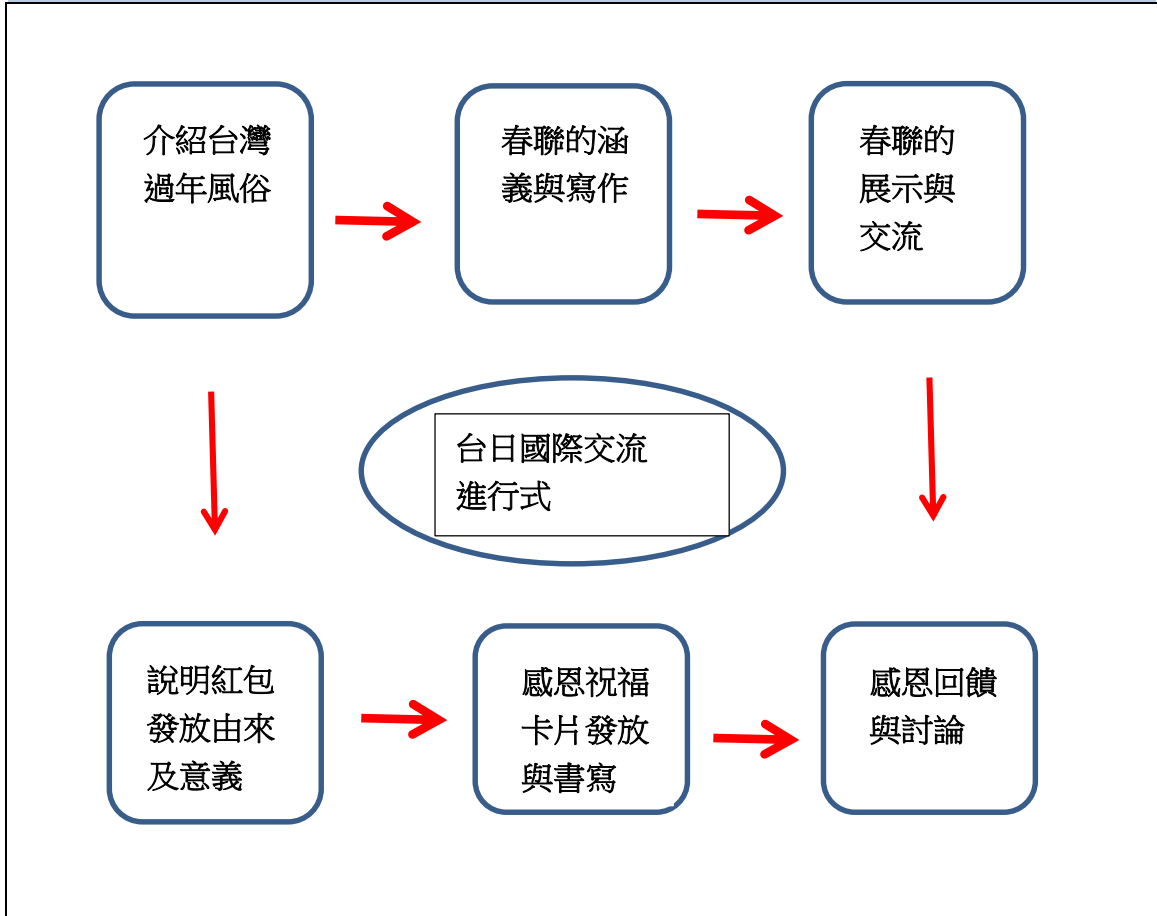 介紹台灣
過年風俗
春聯的涵
義與寫作
春聯的
展示與
交流
台日國際交流
進行式
說明紅包
發放由來
及意義
感恩祝福
卡片發放
與書寫
感恩回饋
與討論